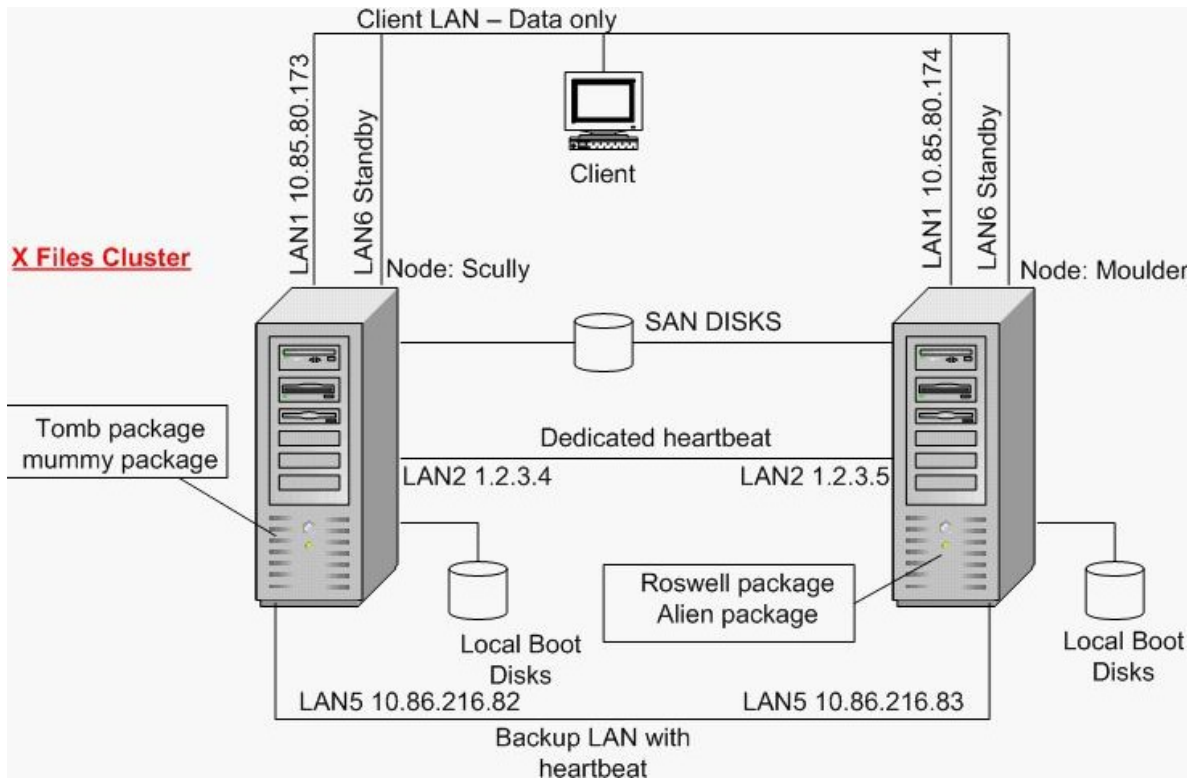 Client LAN – Data only
LAN1 10.85.80.173
LAN6 Standby
Client
LAN1 10.85.80.174
LAN6 Standby
X Files Cluster
Node: Scully
Node: Moulder
SAN DISKS
Tomb package
mummy package
Dedicated heartbeat
LAN2 1.2.3.4
LAN2 1.2.3.5
Roswell package
Alien package
Local Boot
Disks
Local Boot
Disks
LAN5 10.86.216.82
LAN5 10.86.216.83
Backup LAN with
heartbeat